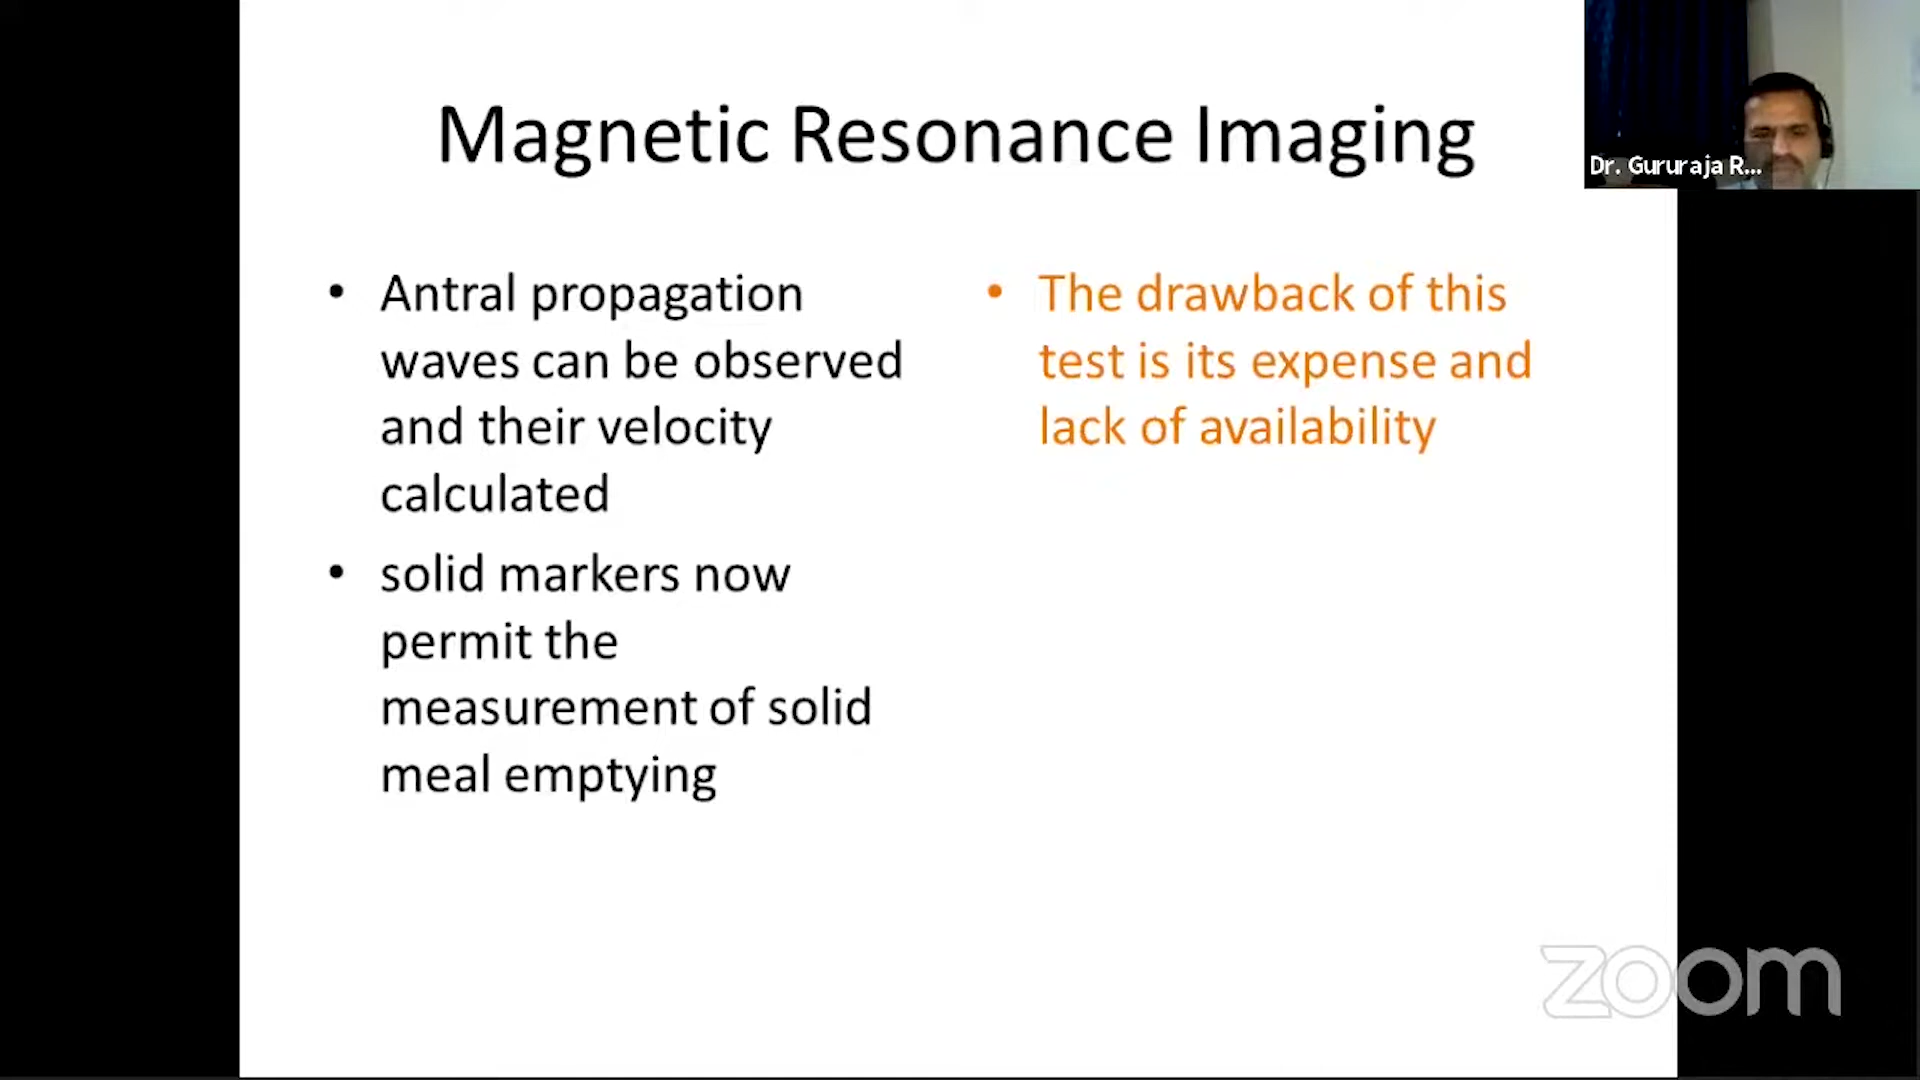 Magnetic Resonance Imaging
Dr. Gururaja R...
• Antral propagation
waves can be observed
and their velocity
calculated
• solid markers now
permit the
measurement of solid
meal emptying
• The drawback of this
test is its expense and
lack of availability
zoom